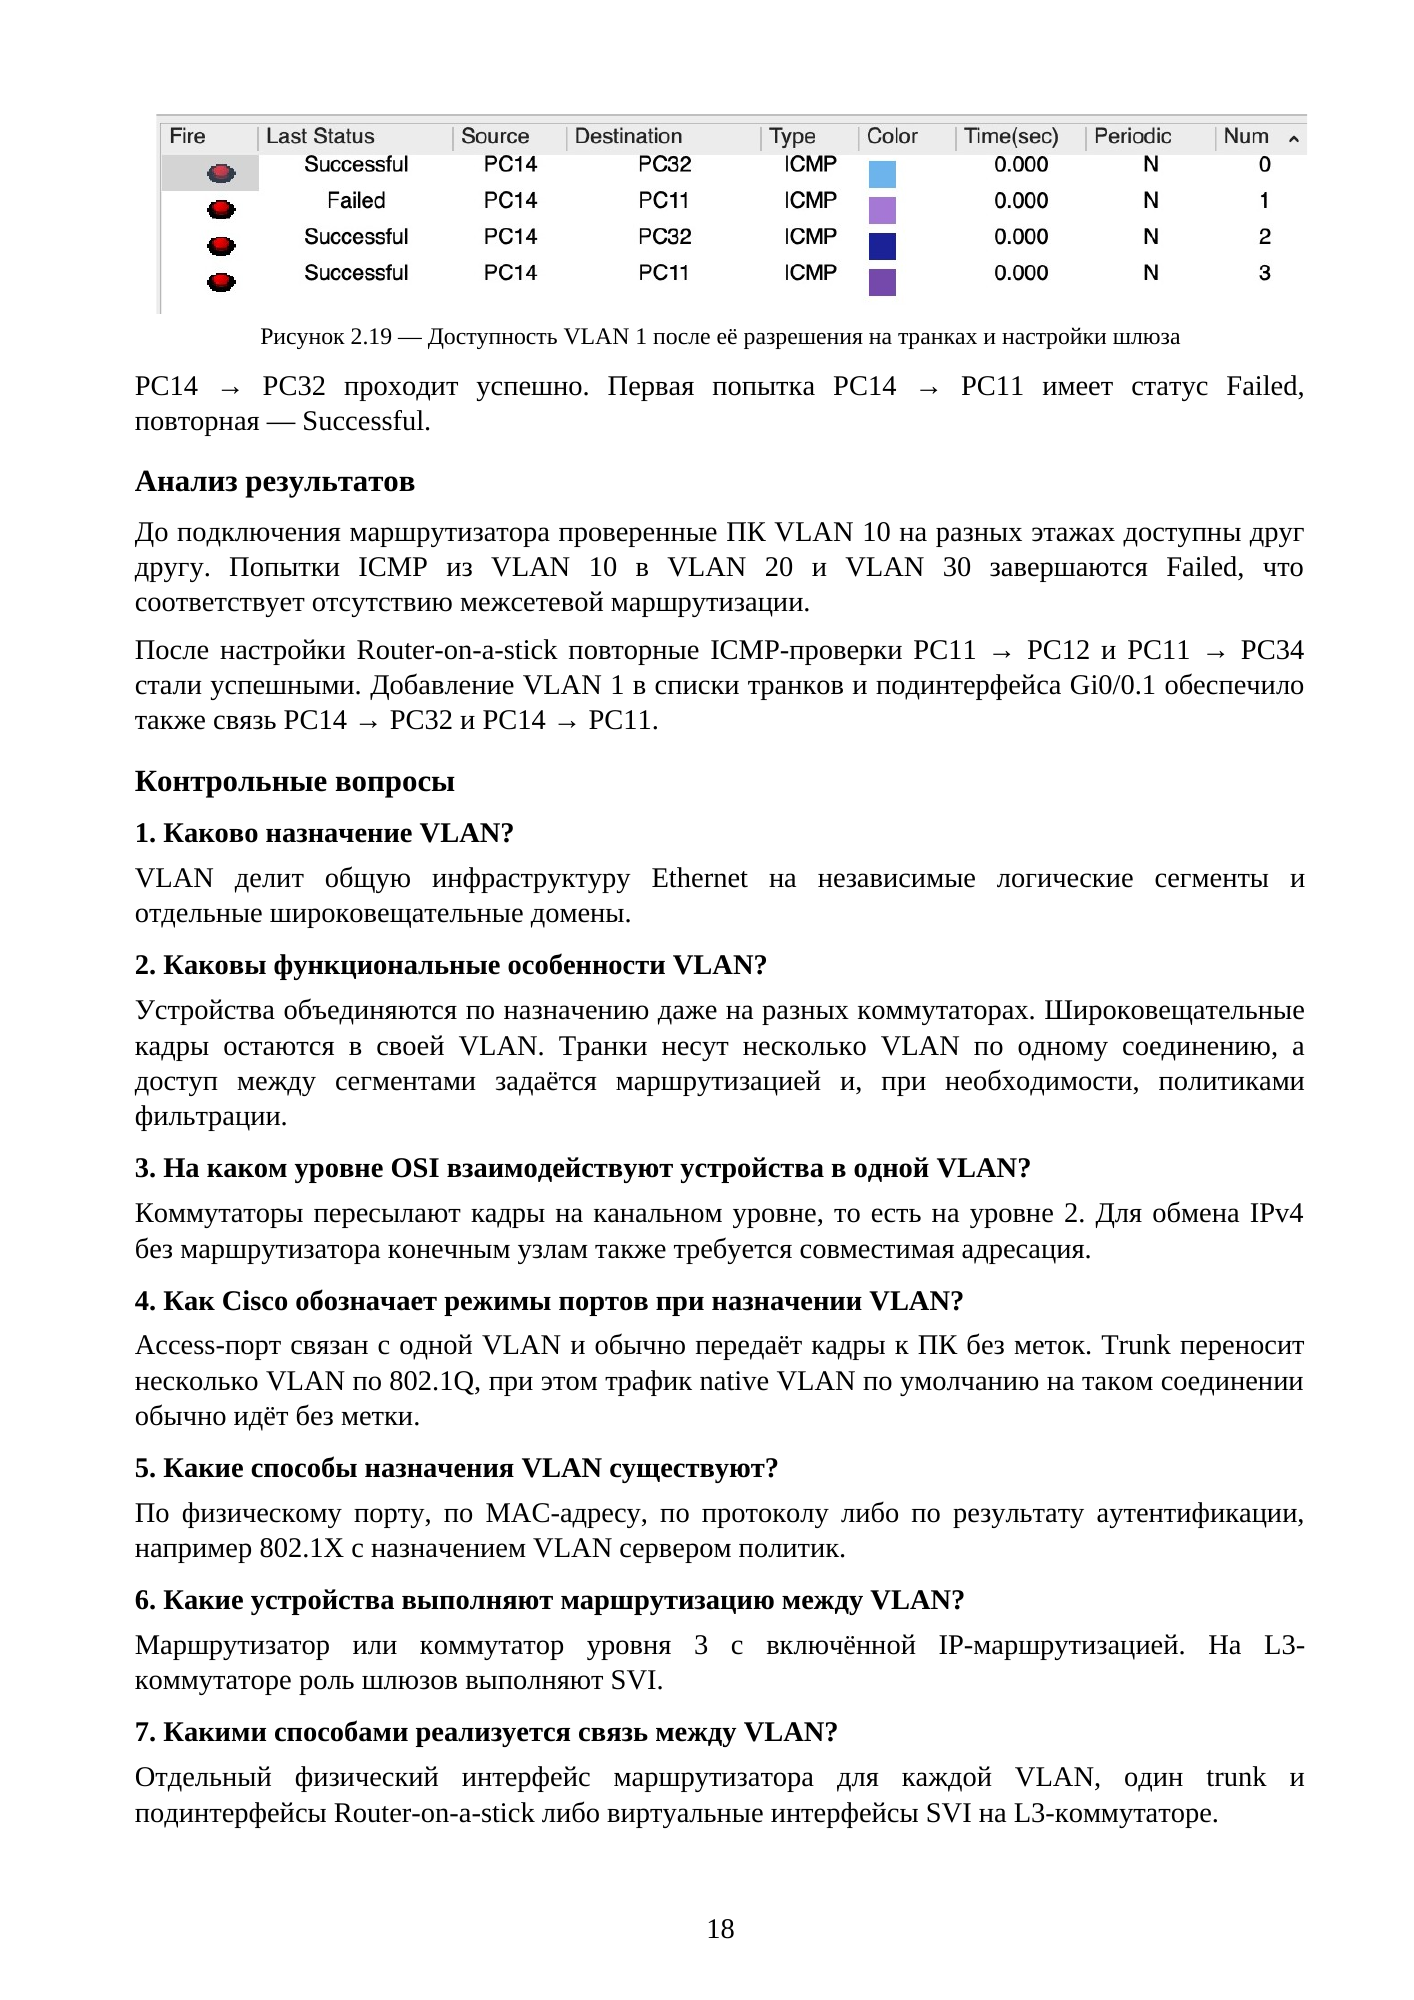 Fire Last Status Source Destination Type Color Time(sec) Periodic Num
Successful PC14 PC32 ICMP 0.000 N 0
Failed PC14 PC11 ICMP 0.000 N 1
Successful PC14 PC32 ICMP 0.000 N 2
Successful PC14 PC11 ICMP 0.000 N 3
Рисунок 2.19 — Доступность VLAN 1 после её разрешения на транках и настройки шлюза
PC14 → PC32 проходит успешно. Первая попытка PC14 → PC11 имеет статус Failed,
повторная — Successful.
Анализ результатов
До подключения маршрутизатора проверенные ПК VLAN 10 на разных этажах доступны друг
другу. Попытки ICMP из VLAN 10 в VLAN 20 и VLAN 30 завершаются Failed, что
соответствует отсутствию межсетевой маршрутизации.
После настройки Router-on-a-stick повторные ICMP-проверки PC11 → PC12 и PC11 → PC34
стали успешными. Добавление VLAN 1 в списки транков и подинтерфейса Gi0/0.1 обеспечило
также связь PC14 → PC32 и PC14 → PC11.
Контрольные вопросы
1. Каково назначение VLAN?
VLAN делит общую инфраструктуру Ethernet на независимые логические сегменты и
отдельные широковещательные домены.
2. Каковы функциональные особенности VLAN?
Устройства объединяются по назначению даже на разных коммутаторах. Широковещательные
кадры остаются в своей VLAN. Транки несут несколько VLAN по одному соединению, а
доступ между сегментами задаётся маршрутизацией и, при необходимости, политиками
фильтрации.
3. На каком уровне OSI взаимодействуют устройства в одной VLAN?
Коммутаторы пересылают кадры на канальном уровне, то есть на уровне 2. Для обмена IPv4
без маршрутизатора конечным узлам также требуется совместимая адресация.
4. Как Cisco обозначает режимы портов при назначении VLAN?
Access-порт связан с одной VLAN и обычно передаёт кадры к ПК без меток. Trunk переносит
несколько VLAN по 802.1Q, при этом трафик native VLAN по умолчанию на таком соединении
обычно идёт без метки.
5. Какие способы назначения VLAN существуют?
По физическому порту, по MAC-адресу, по протоколу либо по результату аутентификации,
например 802.1X с назначением VLAN сервером политик.
6. Какие устройства выполняют маршрутизацию между VLAN?
Маршрутизатор или коммутатор уровня 3 с включённой IP-маршрутизацией. На L3-
коммутаторе роль шлюзов выполняют SVI.
7. Какими способами реализуется связь между VLAN?
Отдельный физический интерфейс маршрутизатора для каждой VLAN, один trunk и
подинтерфейсы Router-on-a-stick либо виртуальные интерфейсы SVI на L3-коммутаторе.
18